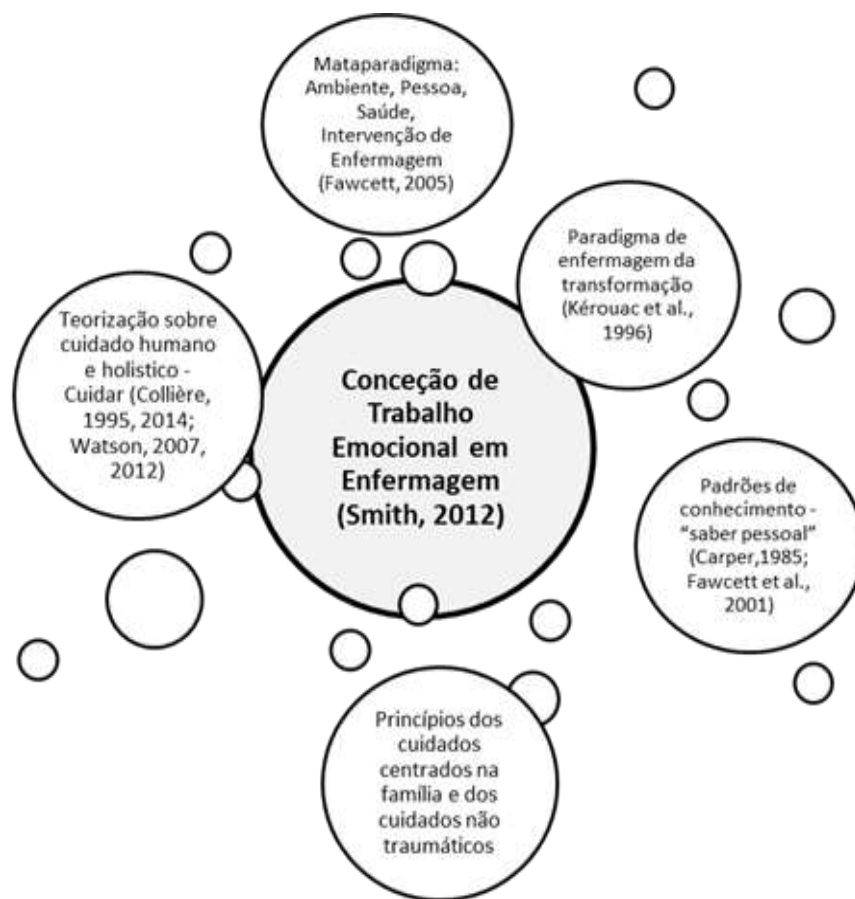 Mataparadigma:
Ambiente, Pessoa,
Saúde,
Intervenção de
Enfermagem
(Fawcett, 2005)
Paradigma de
enfermagem da
transformação
(Kérouac et al.,
1996)
Teorização sobre
cuidado humano
e holistico -
Cuidar (Collière,
1995, 2014;
Watson, 2007,
2012)
Conceção de
Trabalho
Emocional em
Enfermagem
(Smith, 2012)
Padrões de
conhecimento -
“saber pessoal”
(Carper,1985;
Fawcett et al.,
2001)
Princípios dos
cuidados
centrados na
família e dos
cuidados não
traumáticos